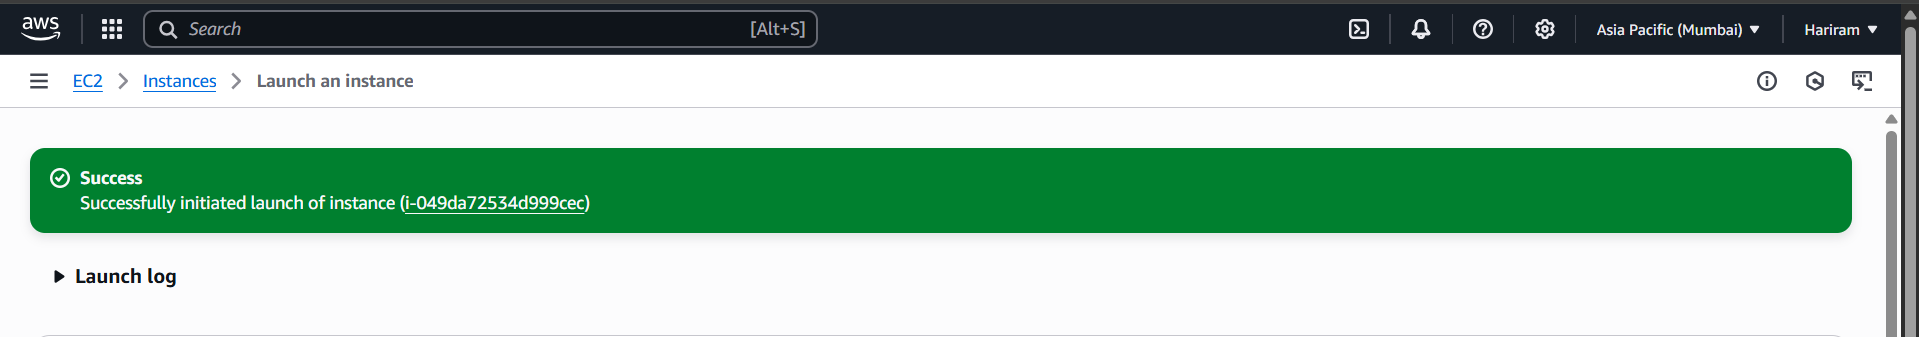 aws Search [Alt+S] Asia Pacific (Mumbai) Hariram
EC2 Instances Launch an instance
Success
Successfully initiated launch of instance (i-049da72534d999cec)
Launch log